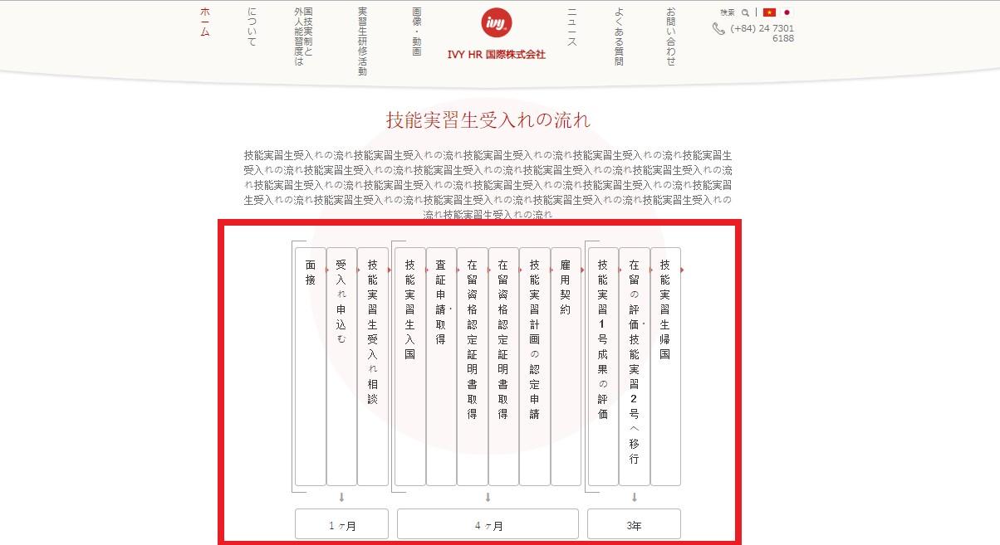 ホーム
について
外国人技能実習制度とは
実習生研修活動
画像・動画
ivy
IVY HR 国際株式会社
ニュース
よくある質問
お問い合わせ
検索
(+84) 24 7301
6188
技能実習生受入れの流れ
技能実習生受入れの流れ技能実習生受入れの流れ技能実習生受入れの流れ技能実習生受入れの流れ技能実習生
受入れの流れ技能実習生受入れの流れ技能実習生受入れの流れ技能実習生受入れの流れ技能実習生受入れの流
れ技能実習生受入れの流れ技能実習生受入れの流れ技能実習生受入れの流れ技能実習生受入れの流れ技能実習
生受入れの流れ技能実習生受入れの流れ技能実習生受入れの流れ技能実習生受入れの流れ技能実習生受入れの
流れ技能実習生受入れの流れ
面接
受入れ申込む
技能実習生受入れ相談
技能実習生入国
査証申請・取得
在留資格認定証明書取得
在留資格認定証明書取得
技能実習計画の認定申請
雇用契約
技能実習1号成果の評価
在留の評価・技能実習2号へ移行
技能実習生帰国
1 ヶ月
4 ヶ月
3年